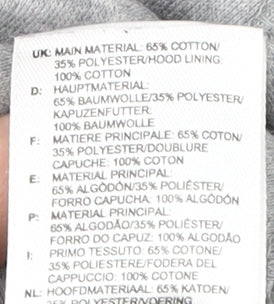 UK: MAIN MATERIAL: 65% COTTON/
35% POLYESTER/HOOD LINING:
100% COTTON
D: HAUPTMATERIAL:
65% BAUMWOLLE/35% POLYESTER/
KAPUZENFUTTER:
100% BAUMWOLLE
F: MATIERE PRINCIPALE: 65% COTON/
35% POLYESTER/DOUBLURE
CAPUCHE: 100% COTON
E: MATERIAL PRINCIPAL:
65% ALGODÓN/35% POLIÉSTER/
FORRO CAPUCHA: 100% ALGODÓN
P: MATERIAL PRINCIPAL:
65% ALGODÃO/35% POLIÉSTER/
FORRO DO CAPUZ: 100% ALGODÃO
I: PRIMO TESSUTO: 65% COTONE/
35% POLIESTERE/FODERA DEL
CAPPUCCIO: 100% COTONE
NL: HOOFDMATERIAAL: 65% KATOEN/
35% POLYESTER/VOERING